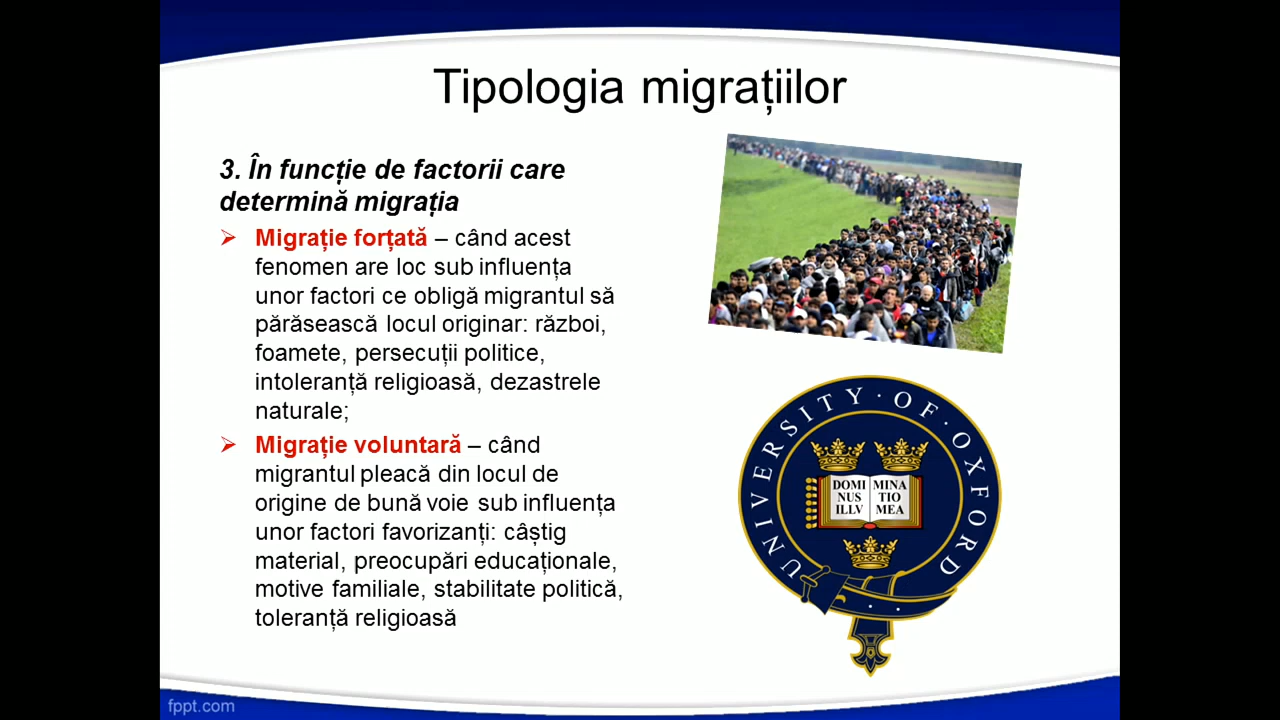 Tipologia migrațiilor
3. În funcție de factorii care
determină migrația
Migrație forțată – când acest
fenomen are loc sub influența
unor factori ce obligă migrantul să
părăsească locul originar: război,
foamete, persecuții politice,
intoleranță religioasă, dezastrele
naturale;
Migrație voluntară – când
migrantul pleacă din locul de
origine de bună voie sub influența
unor factori favorizanți: câștig
material, preocupări educaționale,
motive familiale, stabilitate politică,
toleranță religioasă
UNIVERSITY · OF · OXFORD
DOMI MINA
NUS TIO
ILLV MEA
fppt.com